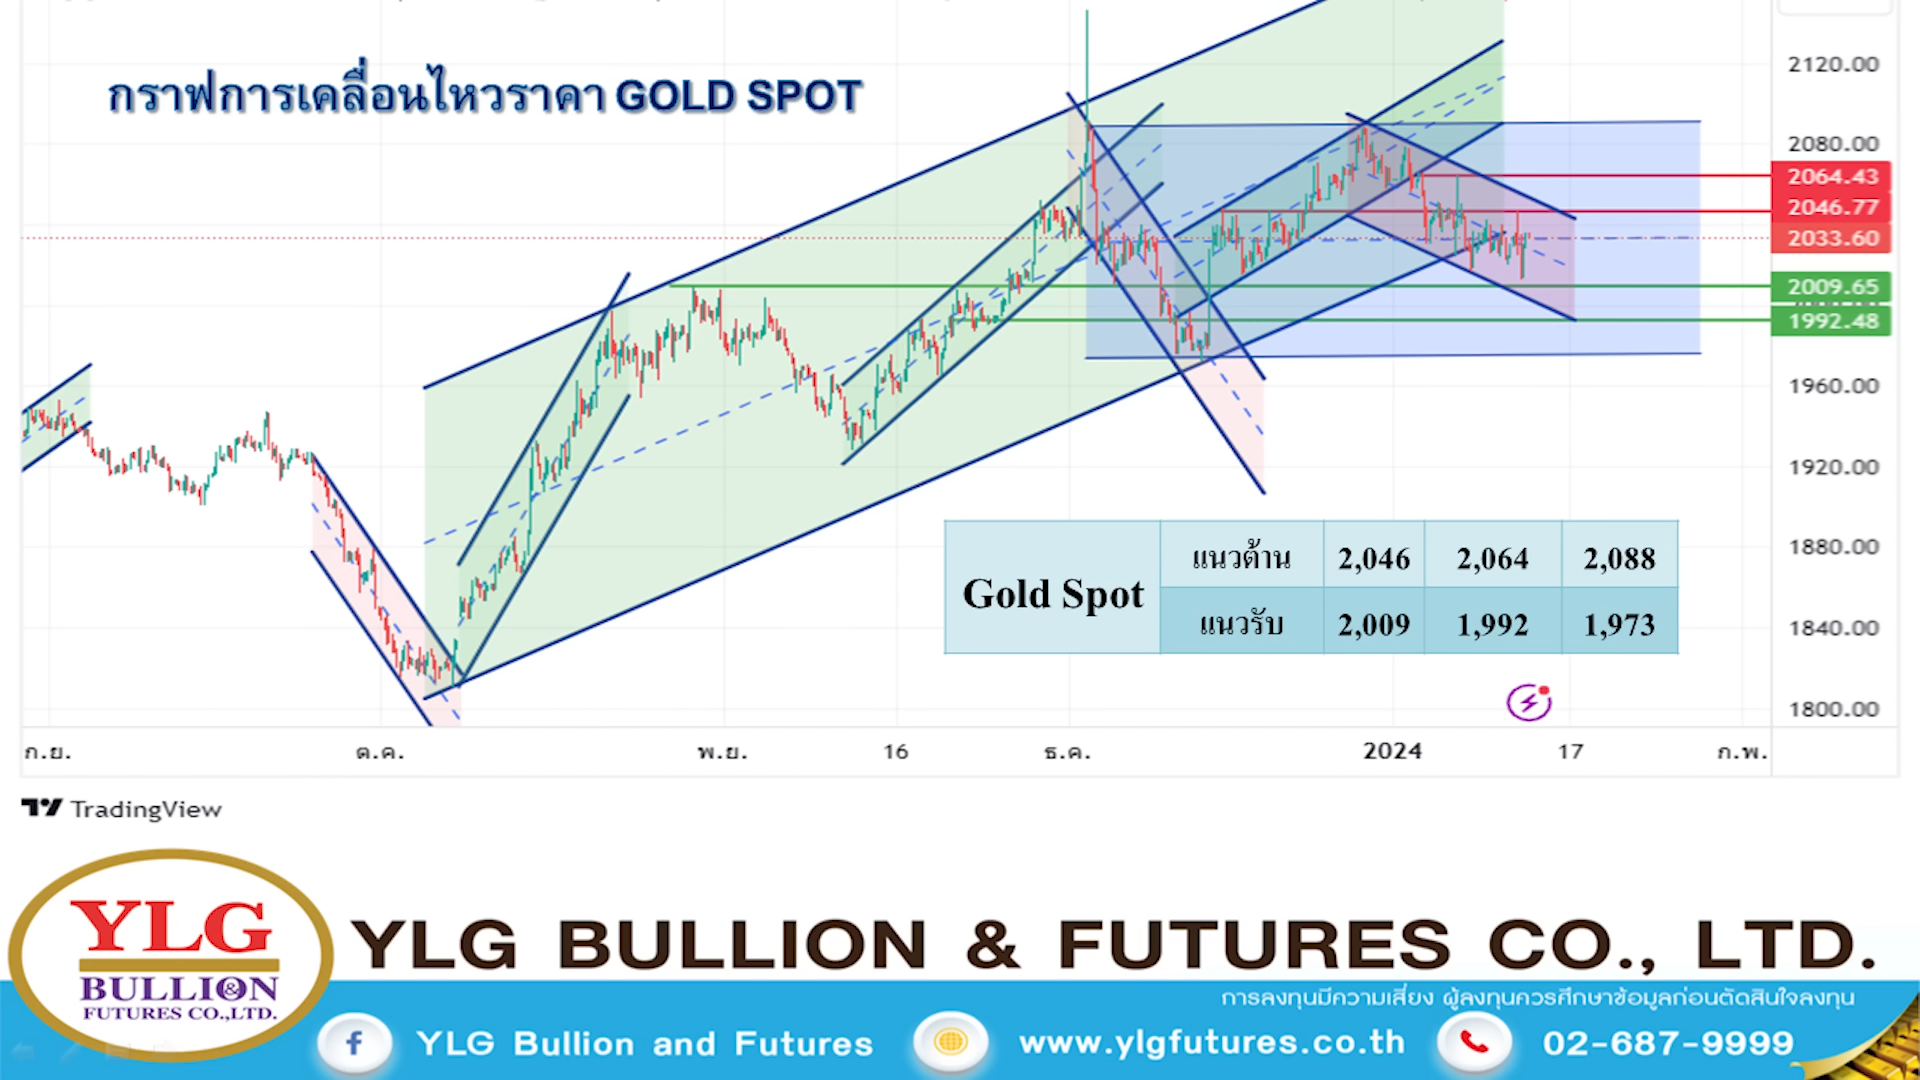 กราฟการเคลื่อนไหวราคา GOLD SPOT
2120.00
2080.00
2064.43
2046.77
2033.60
2009.65
1992.48
1960.00
1920.00
1880.00
1840.00
1800.00
Gold Spot
แนวต้าน 2,046 2,064 2,088
แนวรับ 2,009 1,992 1,973
ก.ย. ต.ค. พ.ย. 16 ธ.ค. 2024 17 ก.พ.
TradingView
YLG
BULLION &
FUTURES CO.,LTD.
YLG BULLION & FUTURES CO., LTD.
การลงทุนมีความเสี่ยง ผู้ลงทุนควรศึกษาข้อมูลก่อนตัดสินใจลงทุน
YLG Bullion and Futures www.ylgfutures.co.th 02-687-9999